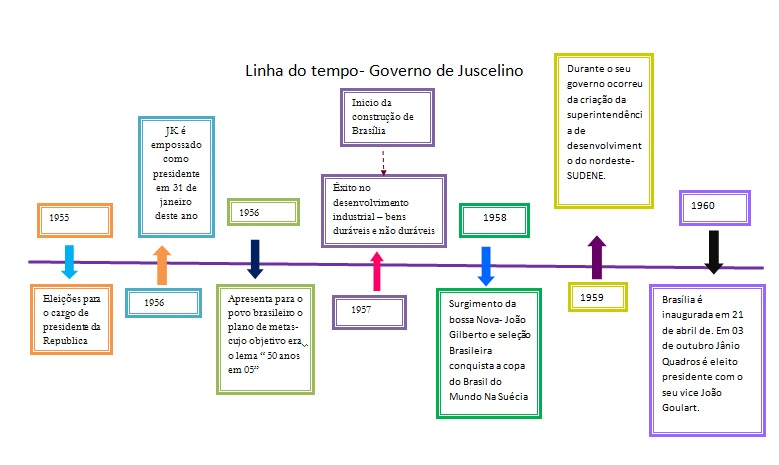 Linha do tempo- Governo de Juscelino
1955
Eleições para
o cargo de
presidente da
Republica
JK é
empossado
como
presidente
em 31 de
janeiro
deste ano
1956
1956
Apresenta para o
povo brasileiro o
plano de metas-
cujo objetivo era,
o lema “ 50 anos
em 05”
Inicio da
construção de
Brasília
Êxito no
desenvolvimento
industrial – bens
duráveis e não duráveis
1957
1958
Surgimento da
bossa Nova- João
Gilberto e seleção
Brasileira
conquista a copa
do Brasil do
Mundo Na Suécia
Durante o seu
governo ocorreu
da criação da
superintendênci
a de
desenvolviment
o do nordeste-
SUDENE.
1959
1960
Brasília é
inaugurada em 21
de abril de. Em 03
de outubro Jânio
Quadros é eleito
presidente com o
seu vice João
Goulart.